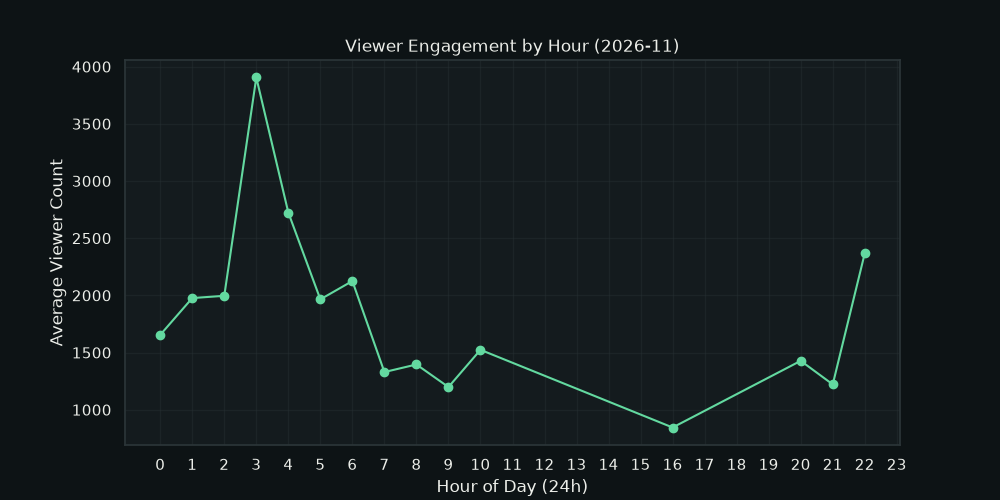 Viewer Engagement by Hour (2026-11)
Average Viewer Count
4000
3500
3000
2500
2000
1500
1000
0 1 2 3 4 5 6 7 8 9 10 11 12 13 14 15 16 17 18 19 20 21 22 23
Hour of Day (24h)